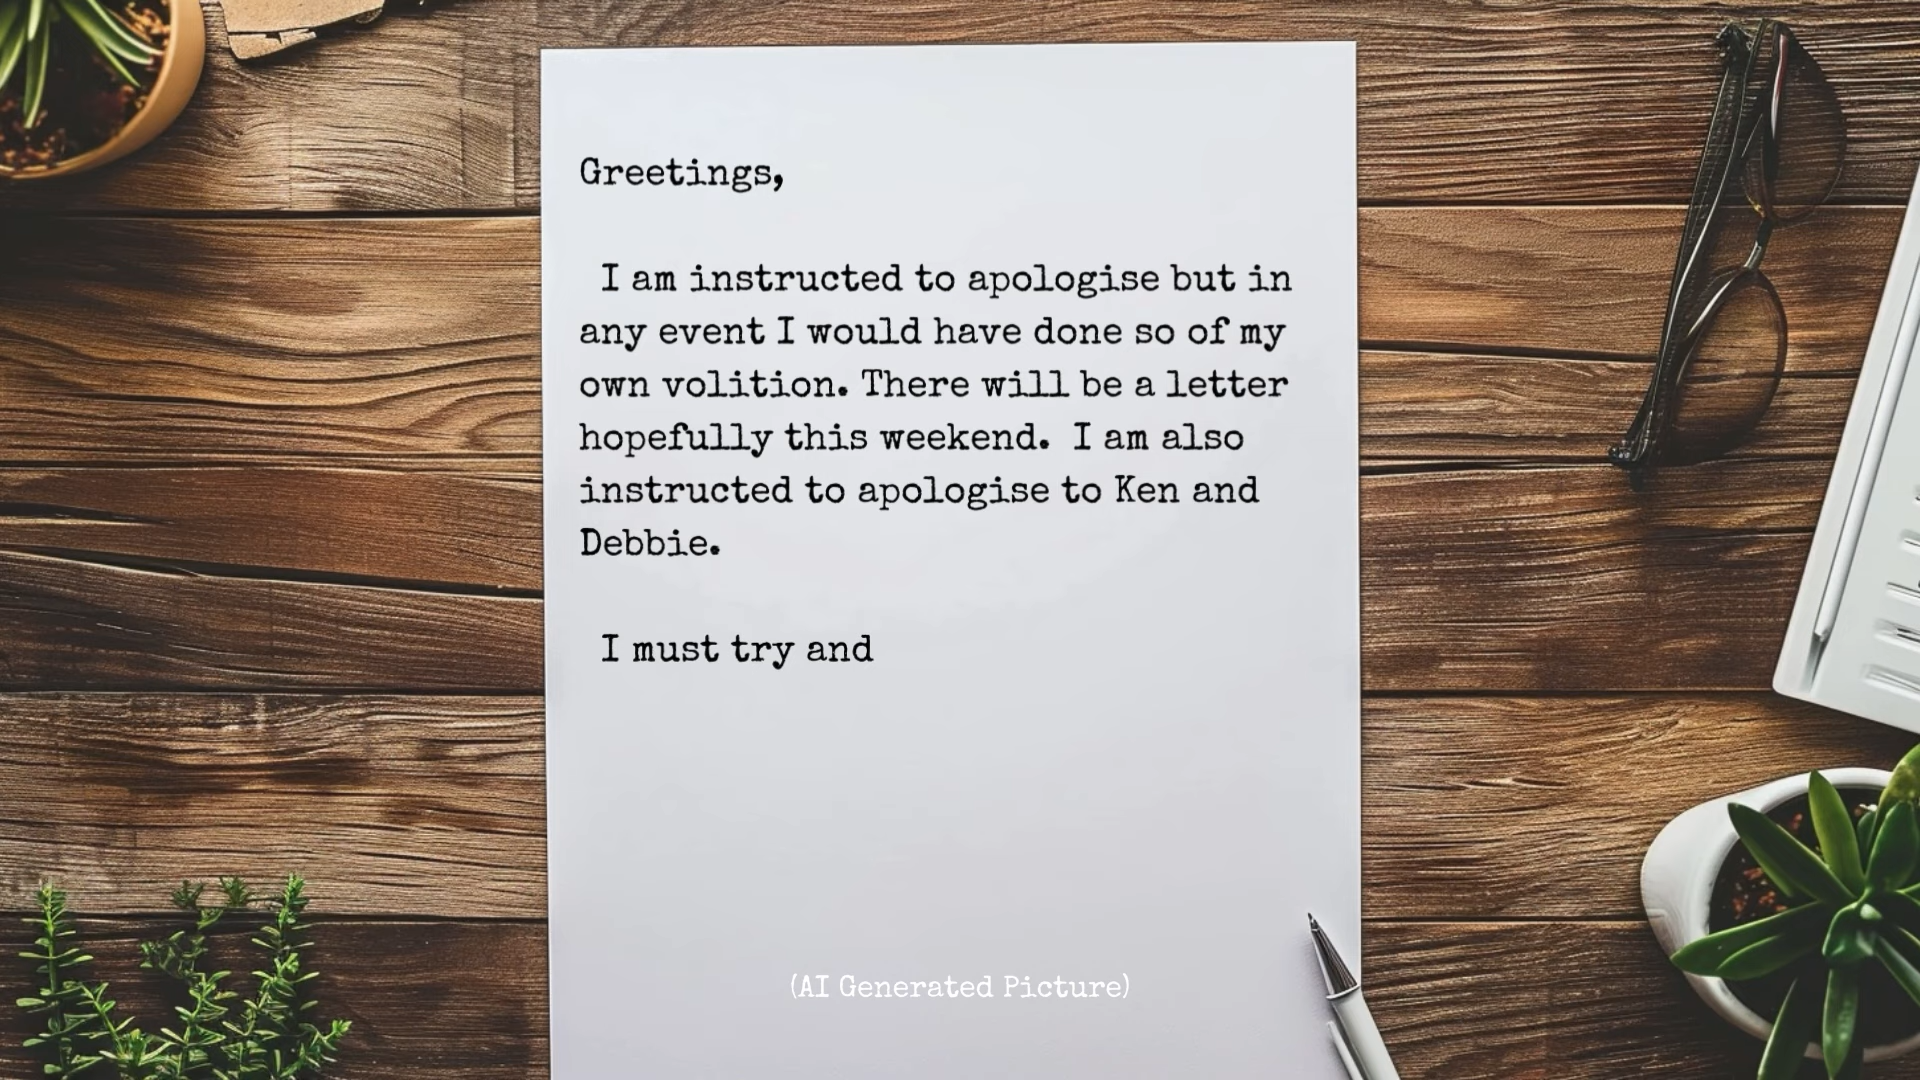 Greetings,
I am instructed to apologise but in
any event I would have done so of my
own volition. There will be a letter
hopefully this weekend.  I am also
instructed to apologise to Ken and
Debbie.
I must try and
(AI Generated Picture)